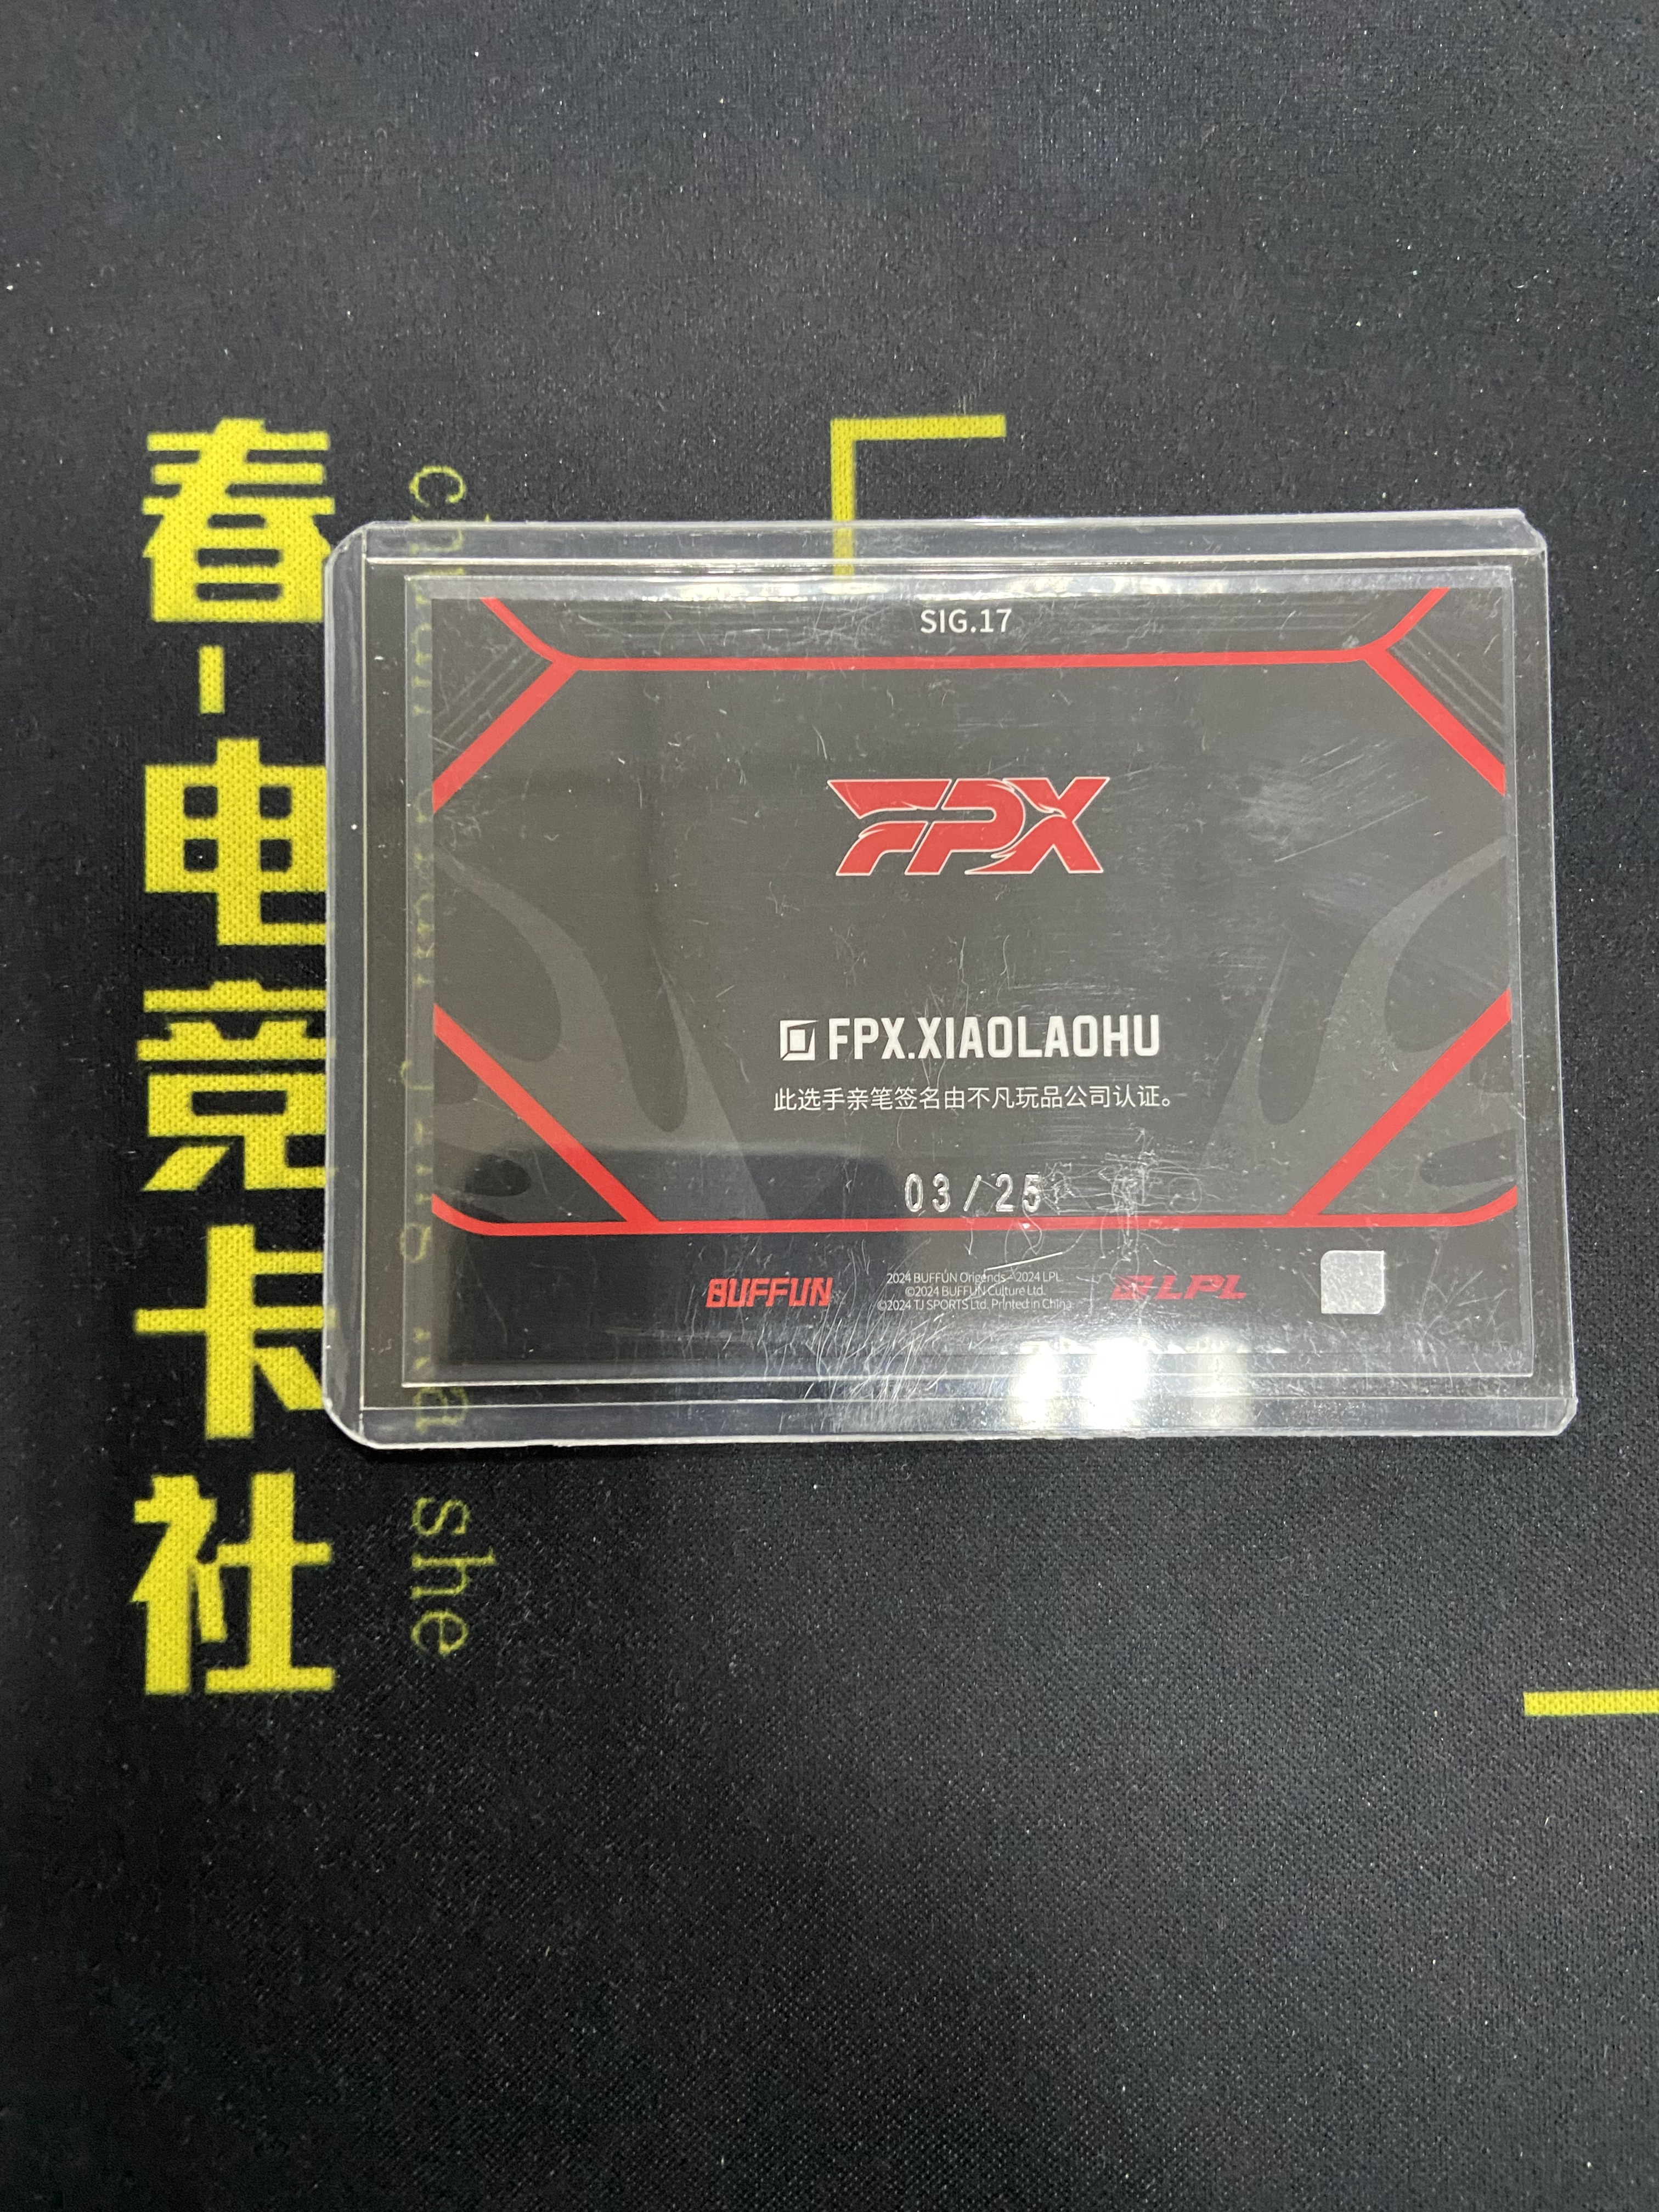 春-电竞卡社
she
SIG.17
FPX
FPX.XIAOLAOHU
此选手亲笔签名由不凡玩品公司认证。
03/25
BUFFUN
2024 BUFFUN Origends - 2024 LPL
©2024 BUFFUN Culture Ltd.
©2024 TJ SPORTS Ltd. Printed in China
LPL